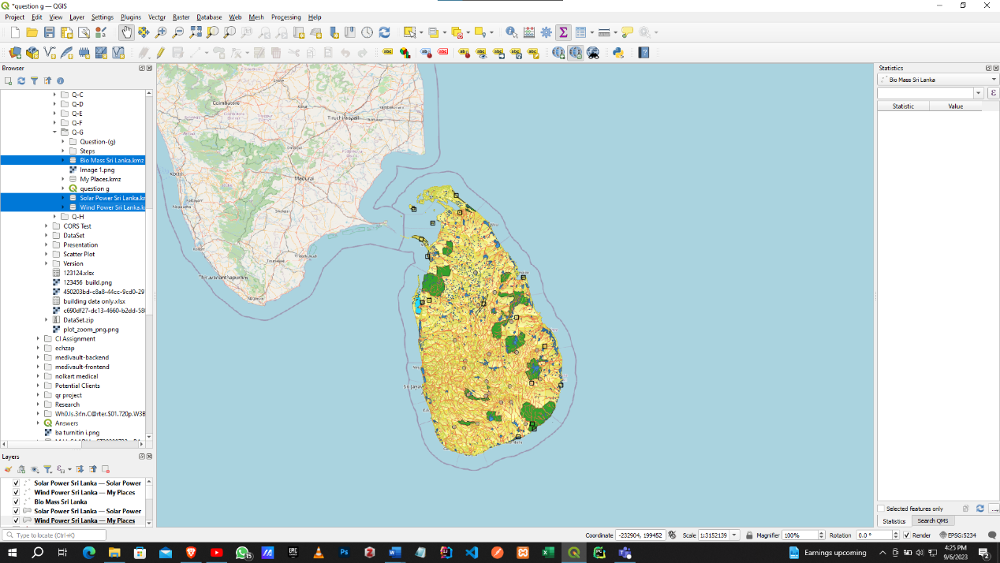 *question g — QGIS
Project Edit View Layer Settings Plugins Vector Raster Database Web Mesh Processing Help
Browser
Q-C
Q-D
Q-E
Q-F
Q-G
Question-(g)
Steps
Bio Mass Sri Lanka.kmz
Image 1.png
My Places.kmz
question g
Solar Power Sri Lanka.kr
Wind Power Sri Lanka.k
Q-H
CORS Test
DataSet
Presentation
Scatter Plot
Version
123124.xlsx
123456_build.png
450203bd-c8a8-44cc-9cd0-29
building data only.xlsx
c690df27-dc13-4660-b2dd-58
DataSet.zip
plot_zoom_png.png
CI Assignment
echzap
medivault-backend
medivault-frontend
nolkart medical
Potential Clients
qr project
Research
Wh0.Is.3rIn.C@rter.S01.720p.W3B
Answers
ba turnitin i.png
Layers
Solar Power Sri Lanka — Solar Power
Wind Power Sri Lanka — My Places
Bio Mass Sri Lanka
Solar Power Sri Lanka — Solar Power
Wind Power Sri Lanka — My Places
Coimbatore
Tiruchirappalli
Kochi
Madurai
Thiruvananthapuram
Sri Jayaw
Statistics
Bio Mass Sri Lanka
Statistic Value
Selected features only
Statistics Search QMS
Type to locate (Ctrl+K)
Coordinate -232904, 199452 Scale 1:3152139 Magnifier 100% Rotation 0.0 ° Render EPSG:5234
15
Earnings upcoming
4:25 PM
9/6/2023
2